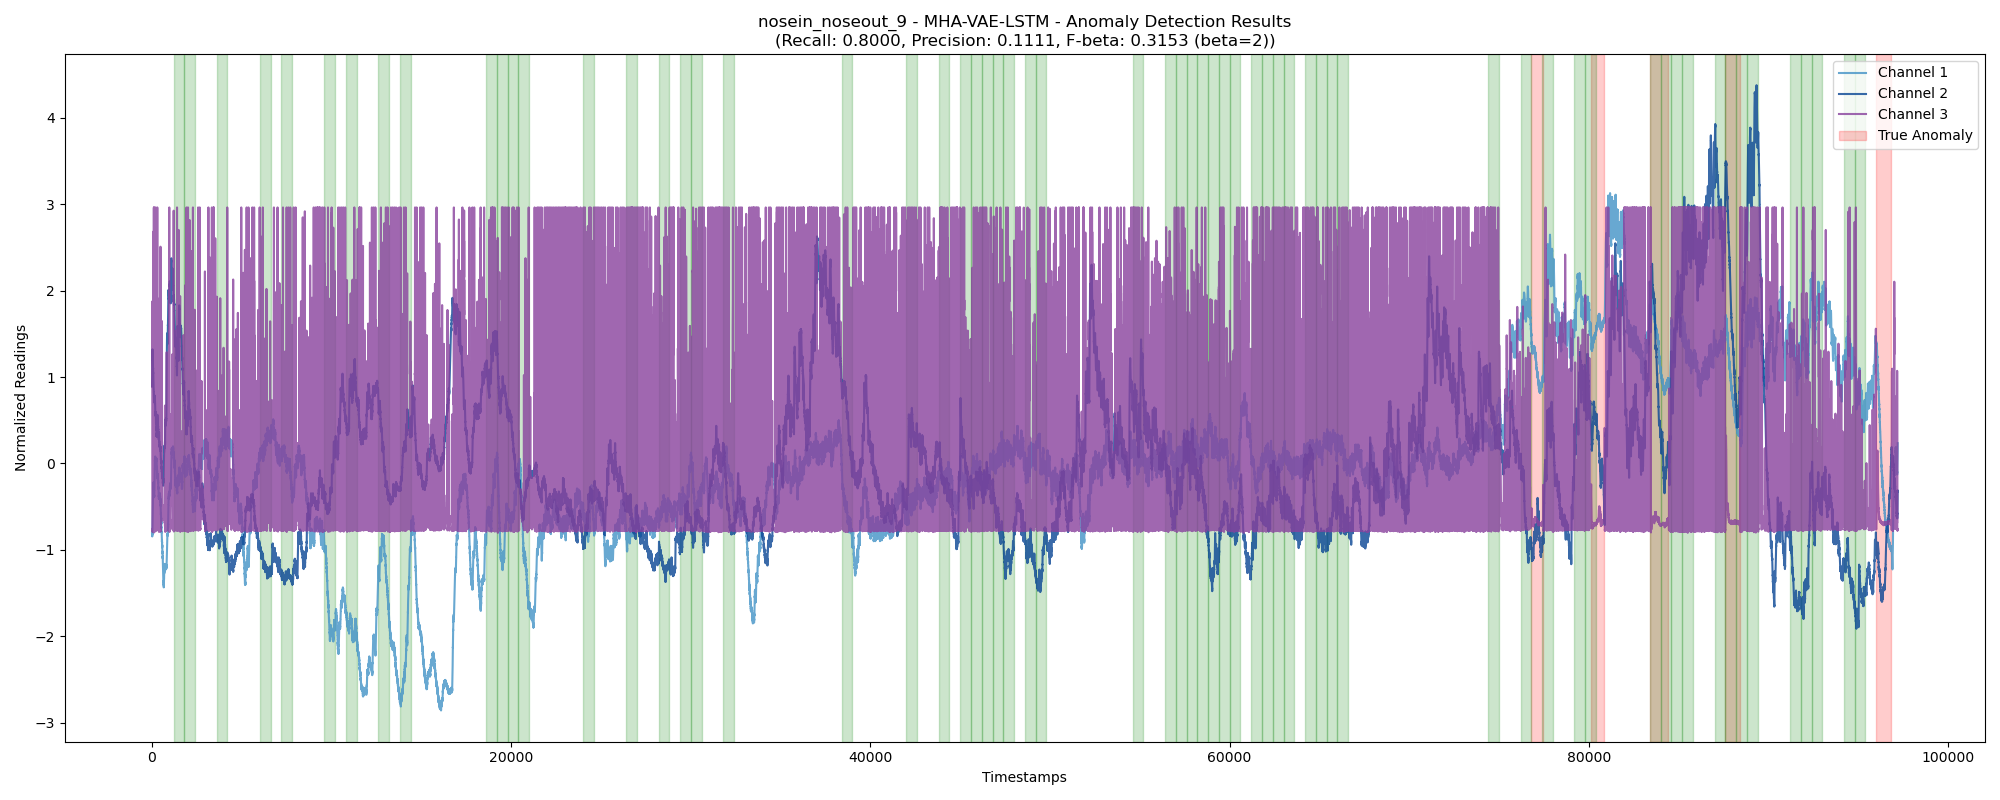 nosein_noseout_9 - MHA-VAE-LSTM - Anomaly Detection Results
(Recall: 0.8000, Precision: 0.1111, F-beta: 0.3153 (beta=2))
Channel 1
Channel 2
Channel 3
True Anomaly
Normalized Readings
4
3
2
1
0
−1
−2
−3
0
20000
40000
60000
80000
100000
Timestamps